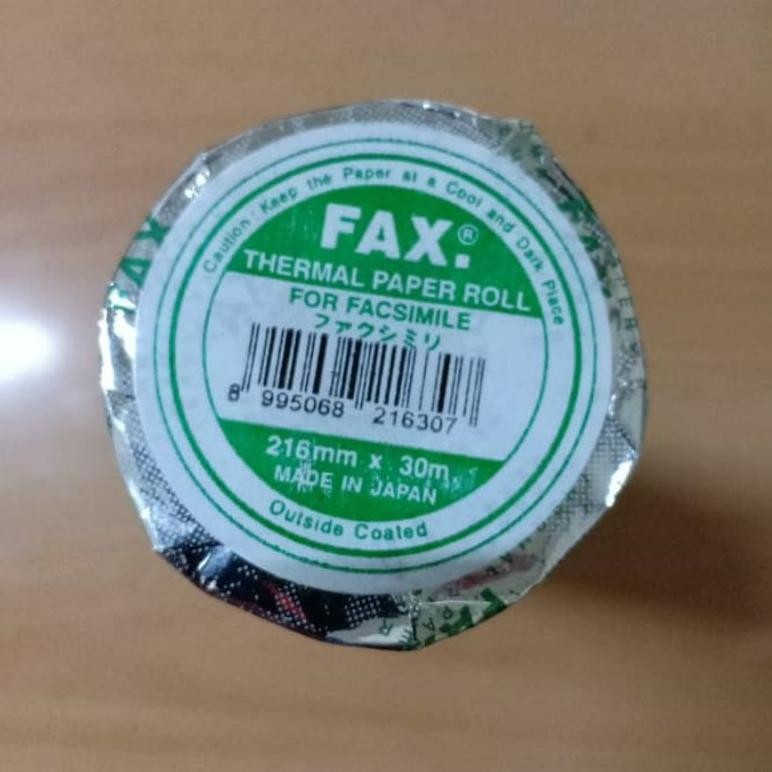 Caution : Keep the Paper at a Cool and Dark Place
FAX.®
THERMAL PAPER ROLL
FOR FACSIMILE
ファクシミリ
8 995068 216307
216mm x 30m
MADE IN JAPAN
Outside Coated
AX